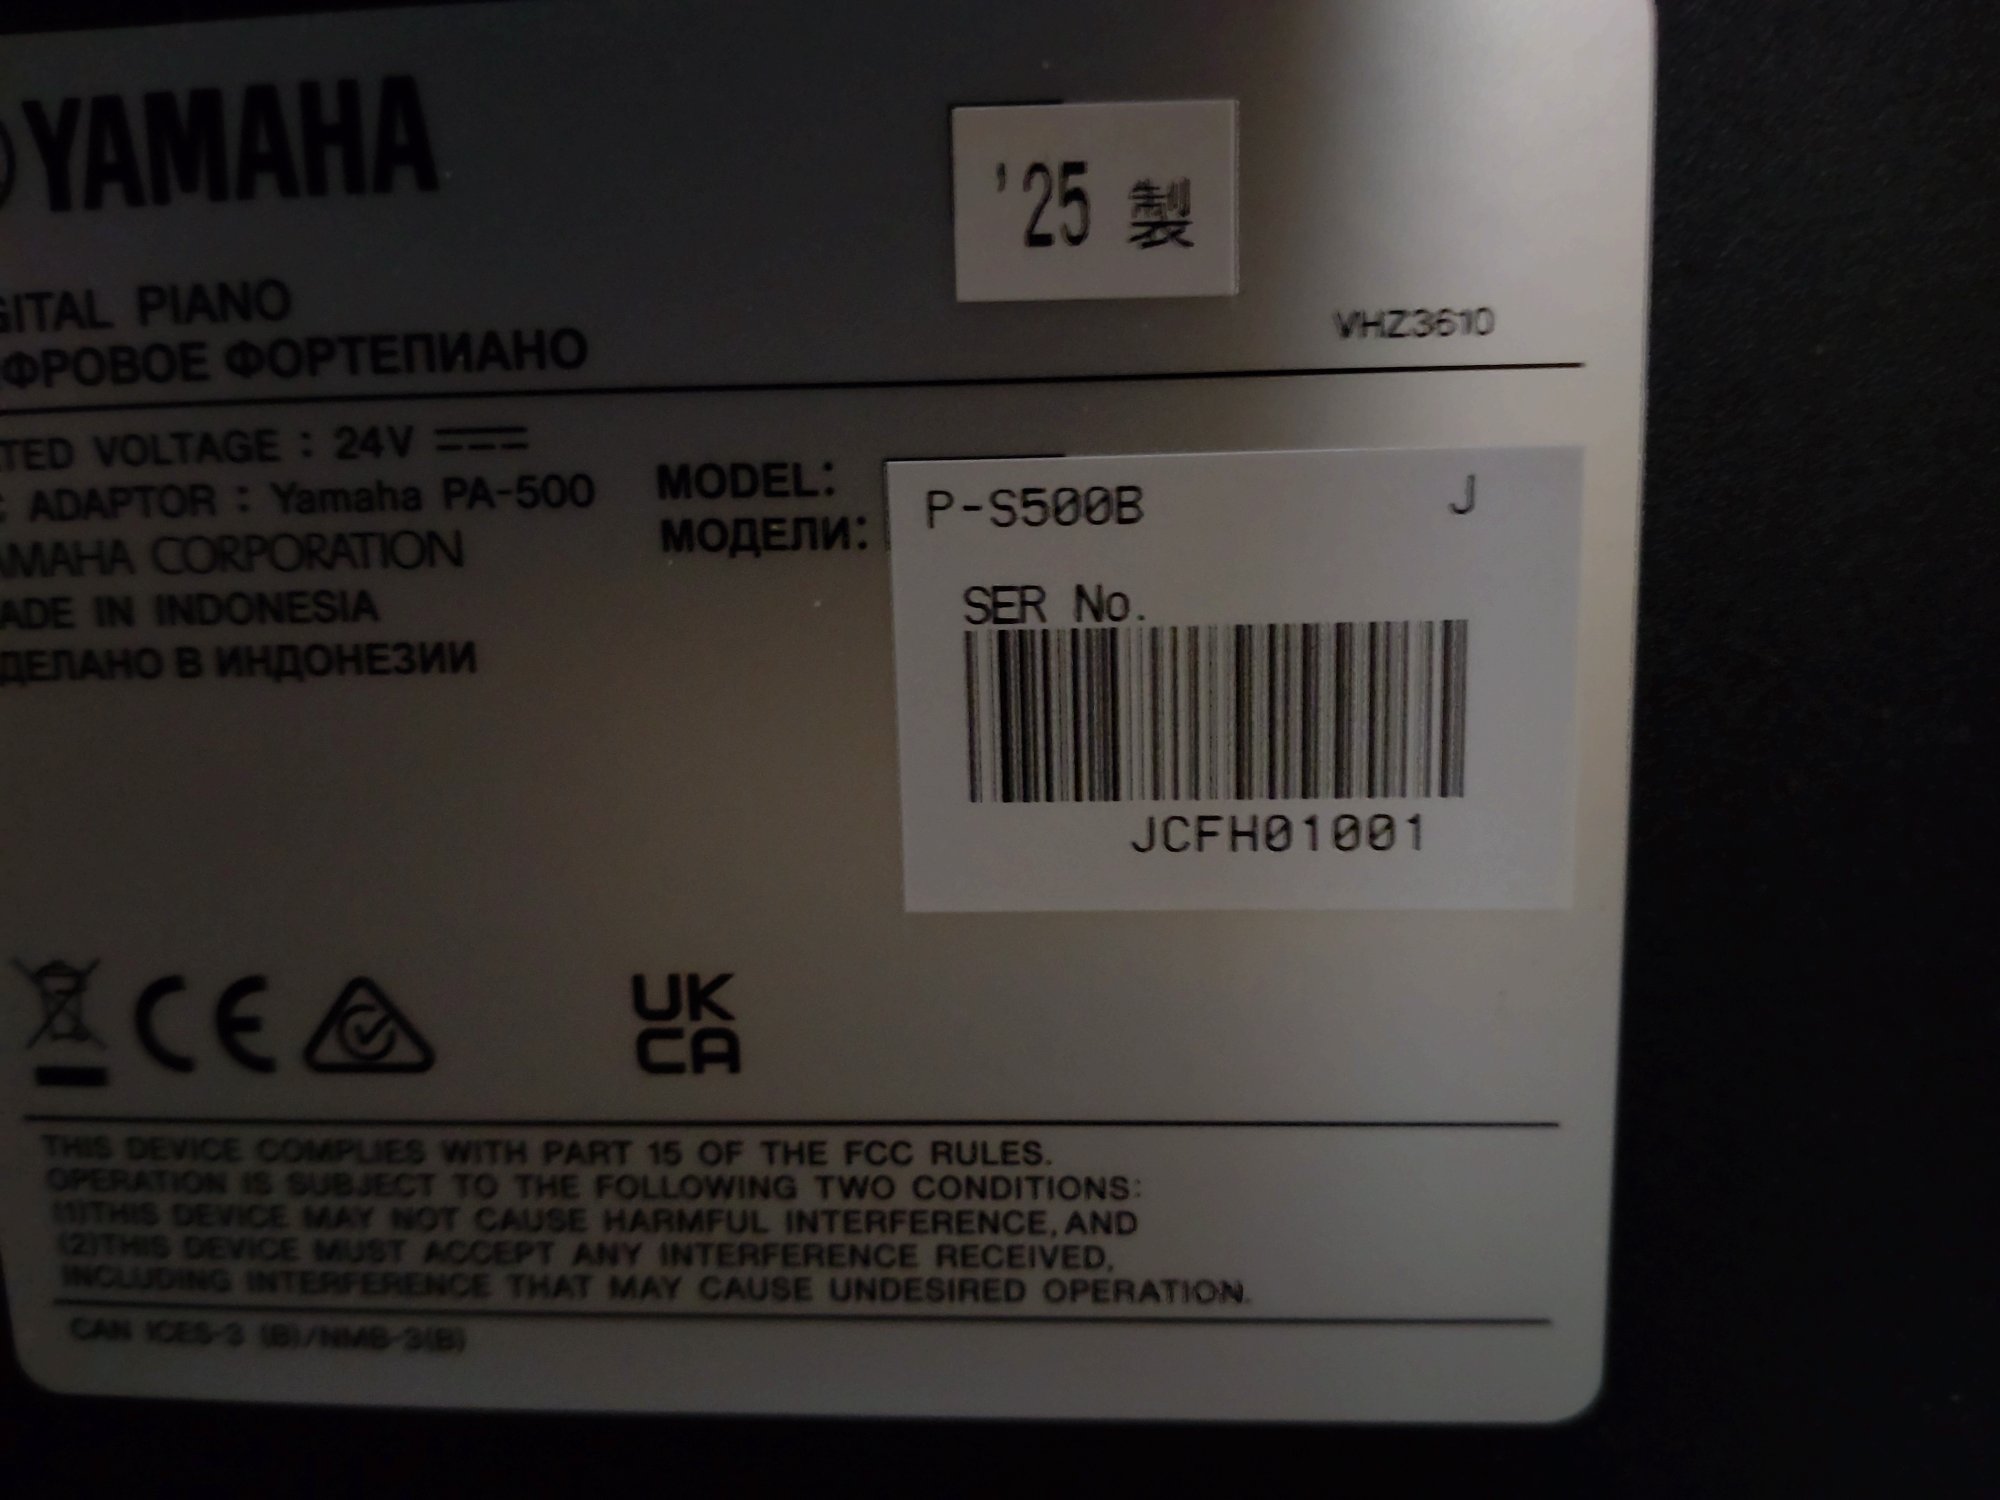 YAMAHA
'25 製
GITAL PIANO
VHZ3610
ФРОВОЕ ФОРТЕПИАНО
TED VOLTAGE : 24V
ADAPTOR : Yamaha PA-500
AMAHA CORPORATION
ADE IN INDONESIA
ДЕЛАНО В ИНДОНЕЗИИ
MODEL:
МОДЕЛИ:
P-S500B J
SER No.
JCFH01001
CE
UK
CA
THIS DEVICE COMPLIES WITH PART 15 OF THE FCC RULES.
OPERATION IS SUBJECT TO THE FOLLOWING TWO CONDITIONS:
(1)THIS DEVICE MAY NOT CAUSE HARMFUL INTERFERENCE, AND
(2)THIS DEVICE MUST ACCEPT ANY INTERFERENCE RECEIVED,
INCLUDING INTERFERENCE THAT MAY CAUSE UNDESIRED OPERATION.
CAN ICES-3 (B)/NMB-3(B)